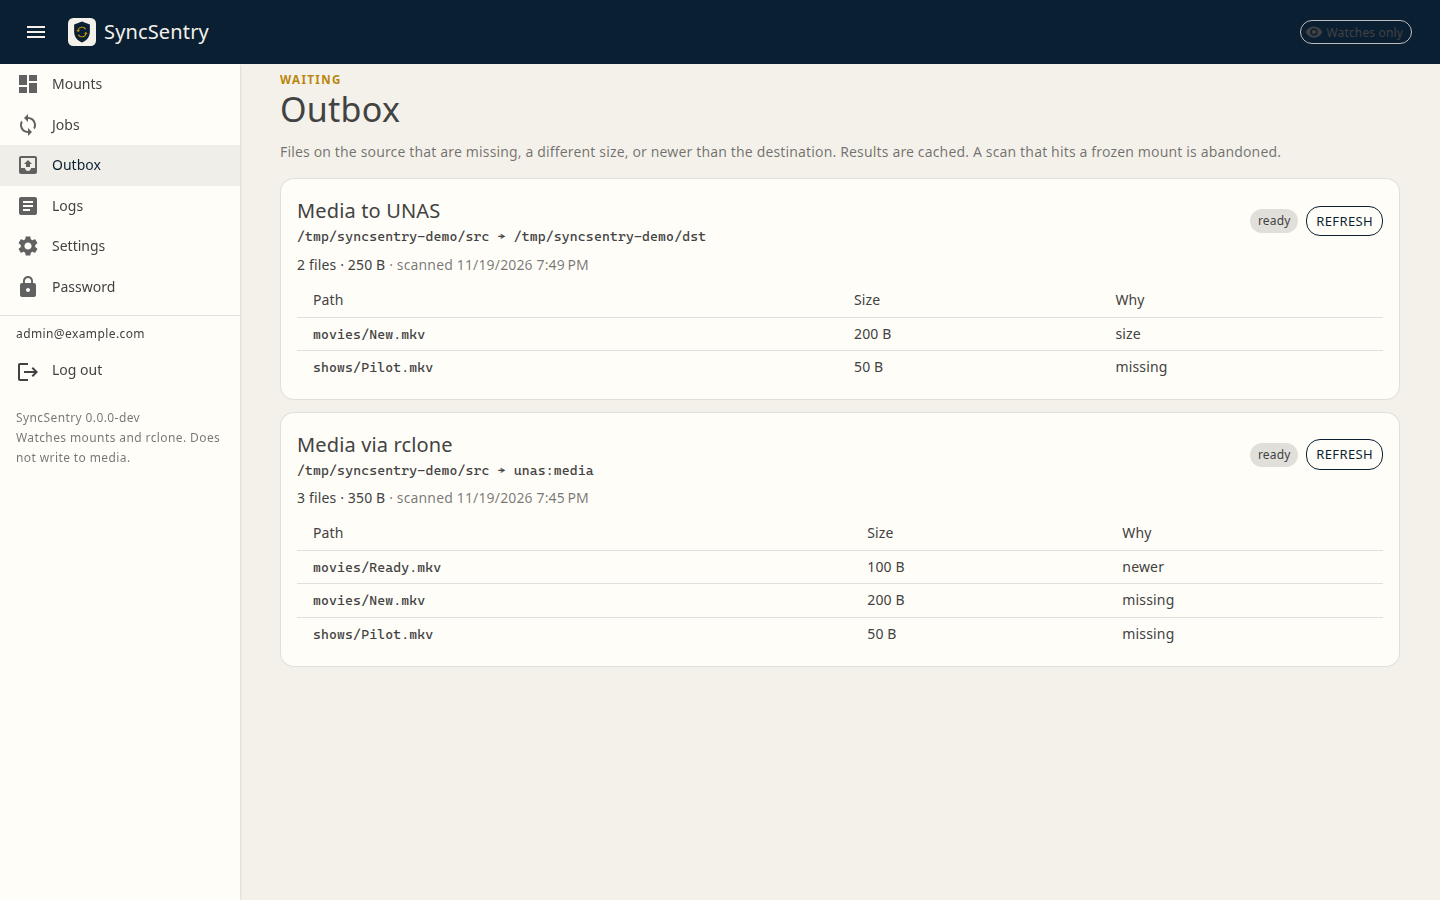 SyncSentry
Watches only
Mounts
Jobs
Outbox
Logs
Settings
Password
admin@example.com
Log out
SyncSentry 0.0.0-dev
Watches mounts and rclone. Does
not write to media.
WAITING
Outbox
Files on the source that are missing, a different size, or newer than the destination. Results are cached. A scan that hits a frozen mount is abandoned.
Media to UNAS
ready
REFRESH
/tmp/syncsentry-demo/src → /tmp/syncsentry-demo/dst
2 files · 250 B · scanned 11/19/2026 7:49 PM
Path Size Why
movies/New.mkv 200 B size
shows/Pilot.mkv 50 B missing
Media via rclone
ready
REFRESH
/tmp/syncsentry-demo/src → unas:media
3 files · 350 B · scanned 11/19/2026 7:45 PM
Path Size Why
movies/Ready.mkv 100 B newer
movies/New.mkv 200 B missing
shows/Pilot.mkv 50 B missing